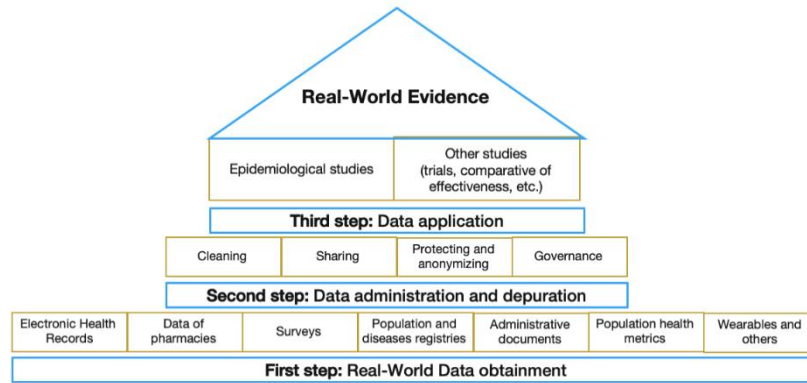 Real-World Evidence
Epidemiological studies
Other studies
(trials, comparative of
effectiveness, etc.)
Third step: Data application
Cleaning
Sharing
Protecting and
anonymizing
Governance
Second step: Data administration and depuration
Electronic Health
Records
Data of
pharmacies
Surveys
Population and
diseases registries
Administrative
documents
Population health
metrics
Wearables and
others
First step: Real-World Data obtainment